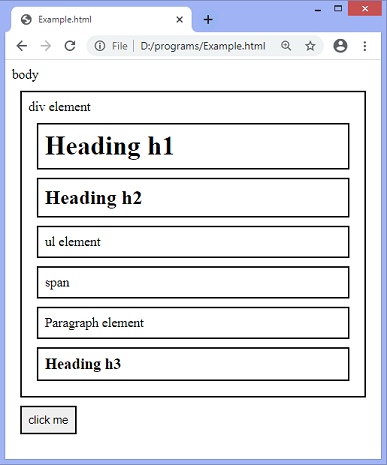 Example.html
File | D:/programs/Example.html
body
div element
Heading h1
Heading h2
ul element
span
Paragraph element
Heading h3
click me